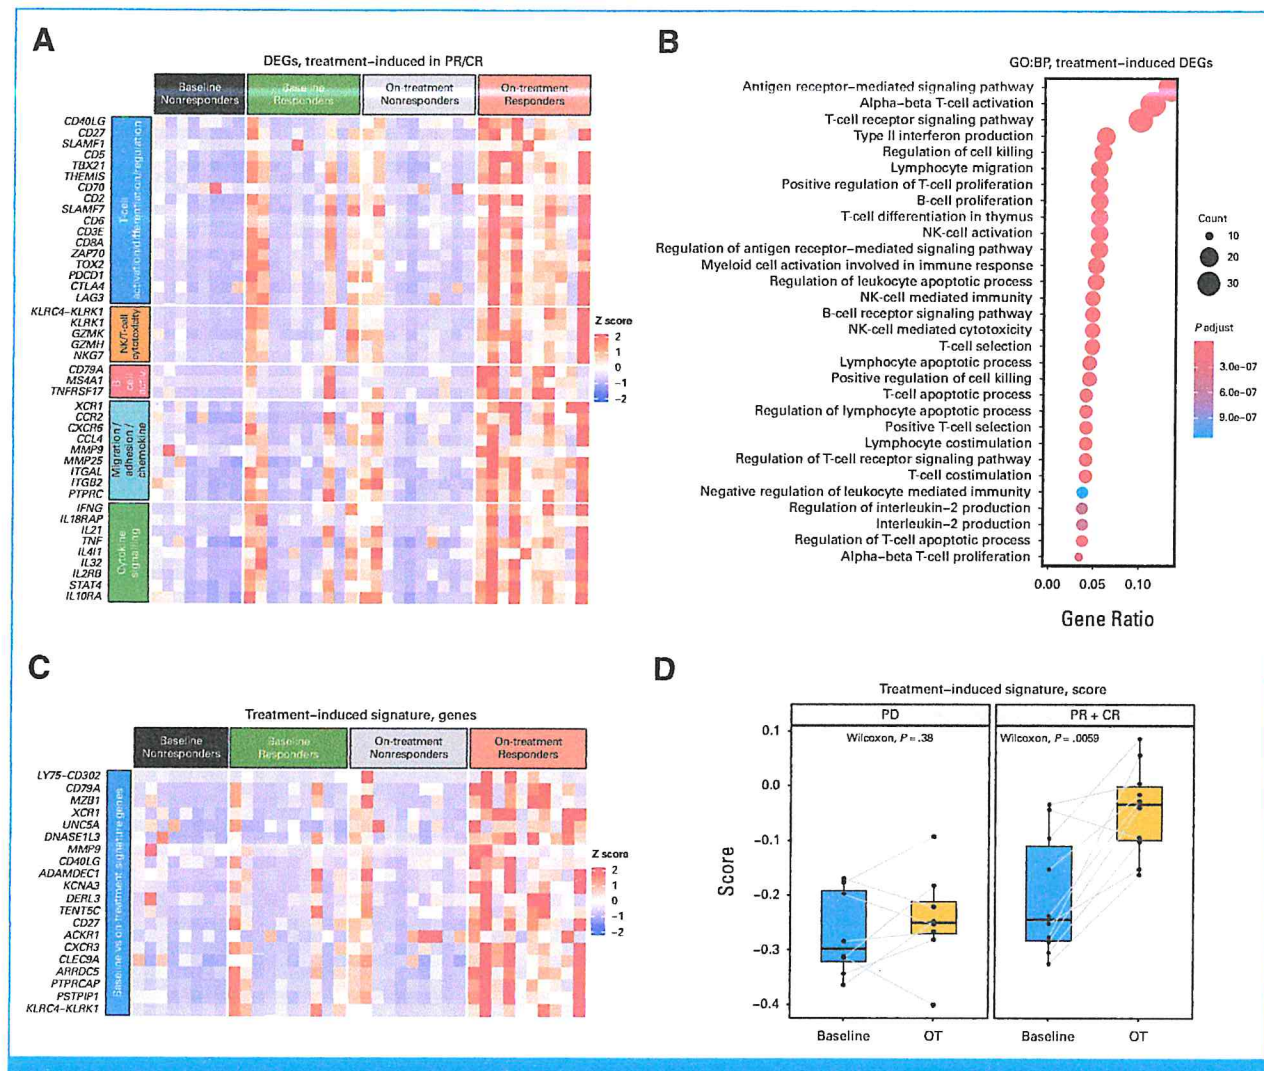 A
DEGs, treatment-induced in PR/CR
Baseline
Nonresponders
Baseline
Responders
On-treatment
Nonresponders
On-treatment
Responders
T-cell
activation/differentiation/regulation
CD40LG
CD27
SLAMF1
CD5
TBX21
THEMIS
CD70
CD2
SLAMF7
CD6
CD3E
CD8A
ZAP70
TOX2
PDCD1
CTLA4
LAG3
NK/T-cell
cytotoxicity
KLRC4-KLRK1
KLRK1
GZMK
GZMH
NKG7
B
cell
activ.
CD79A
MS4A1
TNFRSF17
Migration /
adhesion /
chemokine
XCR1
CCR2
CXCR6
CCL4
MMP9
MMP25
ITGAL
ITGB2
PTPRC
Cytokine
signalling
IFNG
IL18RAP
IL21
TNF
IL4I1
IL32
IL2RB
STAT4
IL10RA
Z score
2
1
0
-1
-2
B
GO:BP, treatment-induced DEGs
Antigen receptor-mediated signaling pathway
Alpha-beta T-cell activation
T-cell receptor signaling pathway
Type II interferon production
Regulation of cell killing
Lymphocyte migration
Positive regulation of T-cell proliferation
B-cell proliferation
T-cell differentiation in thymus
NK-cell activation
Regulation of antigen receptor-mediated signaling pathway
Myeloid cell activation involved in immune response
Regulation of leukocyte apoptotic process
NK-cell mediated immunity
B-cell receptor signaling pathway
NK-cell mediated cytotoxicity
T-cell selection
Lymphocyte apoptotic process
Positive regulation of cell killing
T-cell apoptotic process
Regulation of lymphocyte apoptotic process
Positive T-cell selection
Lymphocyte costimulation
Regulation of T-cell receptor signaling pathway
T-cell costimulation
Negative regulation of leukocyte mediated immunity
Regulation of interleukin-2 production
Interleukin-2 production
Regulation of T-cell apoptotic process
Alpha-beta T-cell proliferation
0.00 0.05 0.10
Gene Ratio
Count
10
20
30
P adjust
3.0e-07
6.0e-07
9.0e-07
C
Treatment-induced signature, genes
Baseline
Nonresponders
Baseline
Responders
On-treatment
Nonresponders
On-treatment
Responders
Baseline vs on-treatment signature genes
LY75-CD302
CD79A
MZB1
XCR1
UNC5A
DNASE1L3
MMP9
CD40LG
ADAMDEC1
KCNA3
DERL3
TENT5C
CD27
ACKR1
CXCR3
CLEC9A
ARRDC5
PTPRCAP
PSTPIP1
KLRC4-KLRK1
Z score
2
1
0
-1
-2
D
Treatment-induced signature, score
PD
PR + CR
Wilcoxon, P = .38
Wilcoxon, P = .0059
Score
0.1
0.0
-0.1
-0.2
-0.3
-0.4
Baseline OT Baseline OT